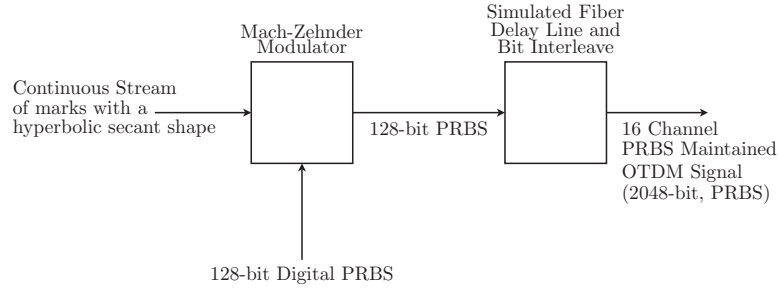 Mach-Zehnder
Modulator
Simulated Fiber
Delay Line and
Bit Interleave
Continuous Stream
of marks with a
hyperbolic secant shape
128-bit PRBS
16 Channel
PRBS Maintained
OTDM Signal
(2048-bit, PRBS)
128-bit Digital PRBS